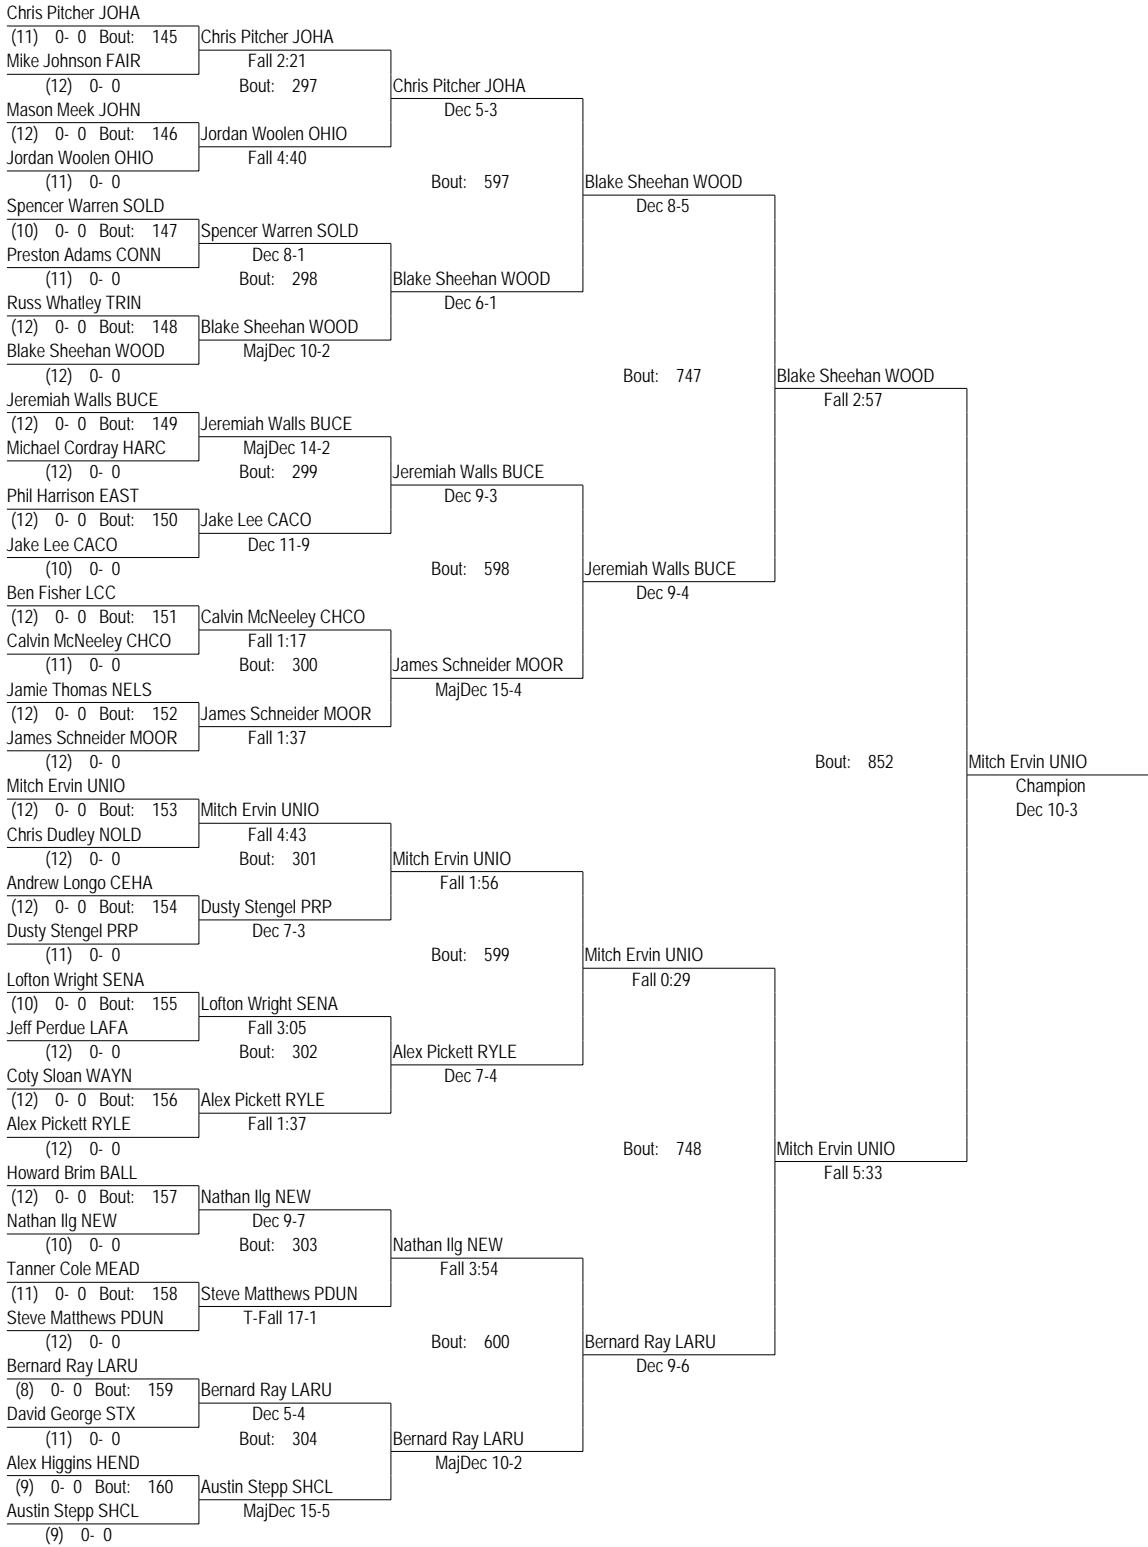 Chris Pitcher JOHA
(11) 0- 0 Bout: 145 Chris Pitcher JOHA
Mike Johnson FAIR Fall 2:21
(12) 0- 0 Bout: 297 Chris Pitcher JOHA
Mason Meek JOHN Dec 5-3
(12) 0- 0 Bout: 146 Jordan Woolen OHIO
Jordan Woolen OHIO Fall 4:40
(11) 0- 0 Bout: 597 Blake Sheehan WOOD
Spencer Warren SOLD Dec 8-5
(10) 0- 0 Bout: 147 Spencer Warren SOLD
Preston Adams CONN Dec 8-1
(11) 0- 0 Bout: 298 Blake Sheehan WOOD
Russ Whatley TRIN Dec 6-1
(12) 0- 0 Bout: 148 Blake Sheehan WOOD
Blake Sheehan WOOD MajDec 10-2
(12) 0- 0 Bout: 747 Blake Sheehan WOOD
Jeremiah Walls BUCE Fall 2:57
(12) 0- 0 Bout: 149 Jeremiah Walls BUCE
Michael Cordray HARC MajDec 14-2
(12) 0- 0 Bout: 299 Jeremiah Walls BUCE
Phil Harrison EAST Dec 9-3
(12) 0- 0 Bout: 150 Jake Lee CACO
Jake Lee CACO Dec 11-9
(10) 0- 0 Bout: 598 Jeremiah Walls BUCE
Ben Fisher LCC Dec 9-4
(12) 0- 0 Bout: 151 Calvin McNeeley CHCO
Calvin McNeeley CHCO Fall 1:17
(11) 0- 0 Bout: 300 James Schneider MOOR
Jamie Thomas NELS MajDec 15-4
(12) 0- 0 Bout: 152 James Schneider MOOR
James Schneider MOOR Fall 1:37
(12) 0- 0 Bout: 852 Mitch Ervin UNIO
Mitch Ervin UNIO Champion
(12) 0- 0 Bout: 153 Mitch Ervin UNIO Dec 10-3
Chris Dudley NOLD Fall 4:43
(12) 0- 0 Bout: 301 Mitch Ervin UNIO
Andrew Longo CEHA Fall 1:56
(12) 0- 0 Bout: 154 Dusty Stengel PRP
Dusty Stengel PRP Dec 7-3
(11) 0- 0 Bout: 599 Mitch Ervin UNIO
Lofton Wright SENA Fall 0:29
(10) 0- 0 Bout: 155 Lofton Wright SENA
Jeff Perdue LAFA Fall 3:05
(12) 0- 0 Bout: 302 Alex Pickett RYLE
Coty Sloan WAYN Dec 7-4
(12) 0- 0 Bout: 156 Alex Pickett RYLE
Alex Pickett RYLE Fall 1:37
(12) 0- 0 Bout: 748 Mitch Ervin UNIO
Howard Brim BALL Fall 5:33
(12) 0- 0 Bout: 157 Nathan Ilg NEW
Nathan Ilg NEW Dec 9-7
(10) 0- 0 Bout: 303 Nathan Ilg NEW
Tanner Cole MEAD Fall 3:54
(11) 0- 0 Bout: 158 Steve Matthews PDUN
Steve Matthews PDUN T-Fall 17-1
(12) 0- 0 Bout: 600 Bernard Ray LARU
Bernard Ray LARU Dec 9-6
(8) 0- 0 Bout: 159 Bernard Ray LARU
David George STX Dec 5-4
(11) 0- 0 Bout: 304 Bernard Ray LARU
Alex Higgins HEND MajDec 10-2
(9) 0- 0 Bout: 160 Austin Stepp SHCL
Austin Stepp SHCL MajDec 15-5
(9) 0- 0